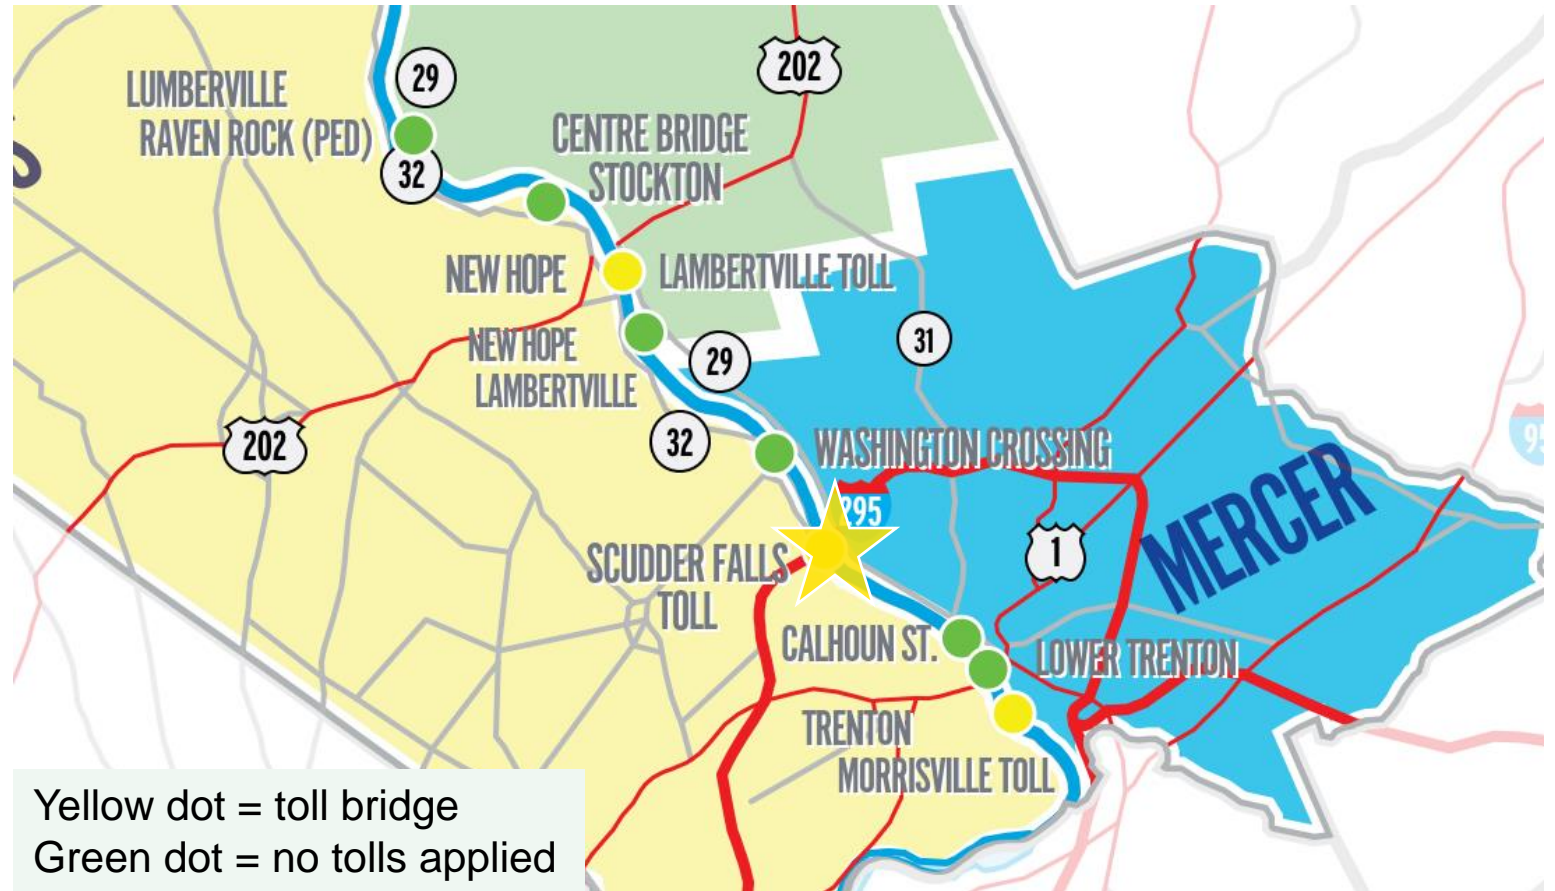 29
202
LUMBERVILLE
RAVEN ROCK (PED)
32
CENTRE BRIDGE
STOCKTON
NEW HOPE
LAMBERTVILLE TOLL
NEW HOPE
LAMBERTVILLE
29
31
202
32
WASHINGTON CROSSING
295
95
MERCER
1
SCUDDER FALLS
TOLL
CALHOUN ST.
LOWER TRENTON
TRENTON
MORRISVILLE TOLL
Yellow dot = toll bridge
Green dot = no tolls applied